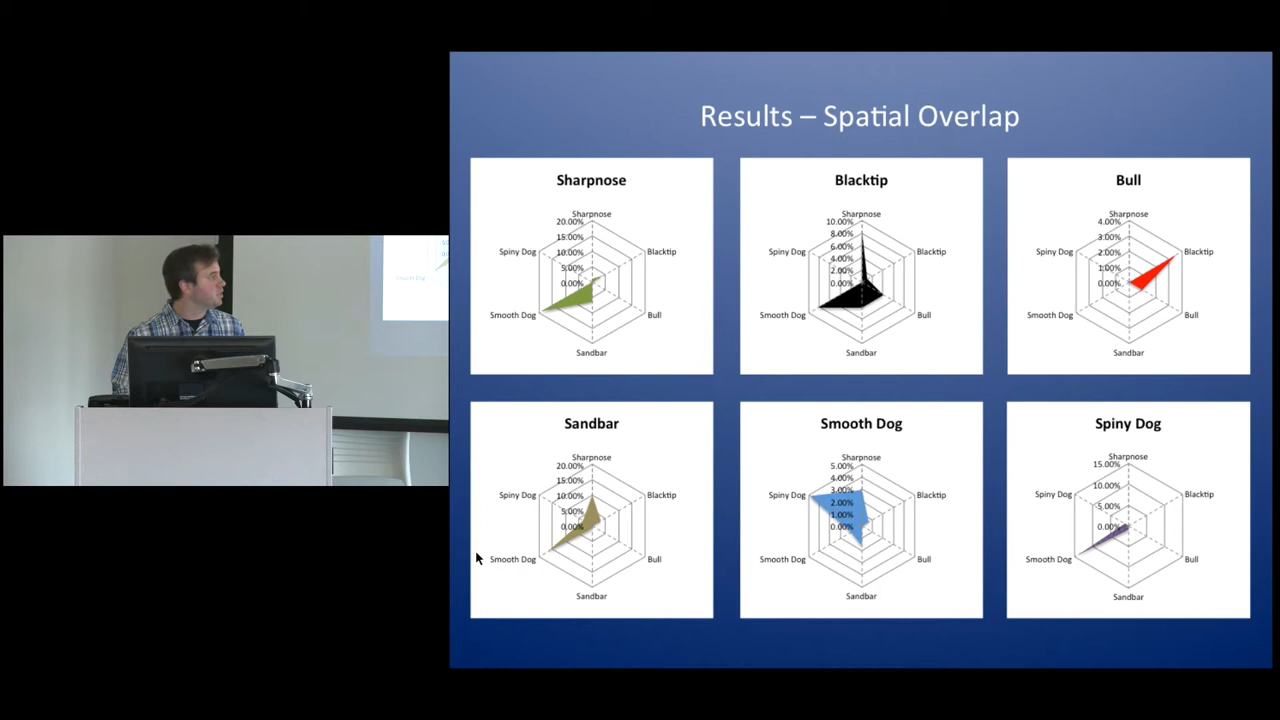 Results – Spatial Overlap
Sharpnose
Sharpnose
20.00%
15.00%
10.00%
5.00%
0.00%
Spiny Dog
Blacktip
Smooth Dog
Bull
Sandbar
Blacktip
Sharpnose
10.00%
8.00%
6.00%
4.00%
2.00%
0.00%
Spiny Dog
Blacktip
Smooth Dog
Bull
Sandbar
Bull
Sharpnose
4.00%
3.00%
2.00%
1.00%
0.00%
Spiny Dog
Blacktip
Smooth Dog
Bull
Sandbar
Sandbar
Sharpnose
20.00%
15.00%
10.00%
5.00%
0.00%
Spiny Dog
Blacktip
Smooth Dog
Bull
Sandbar
Smooth Dog
Sharpnose
5.00%
4.00%
3.00%
2.00%
1.00%
0.00%
Spiny Dog
Blacktip
Smooth Dog
Bull
Sandbar
Spiny Dog
Sharpnose
15.00%
10.00%
5.00%
0.00%
Spiny Dog
Blacktip
Smooth Dog
Bull
Sandbar